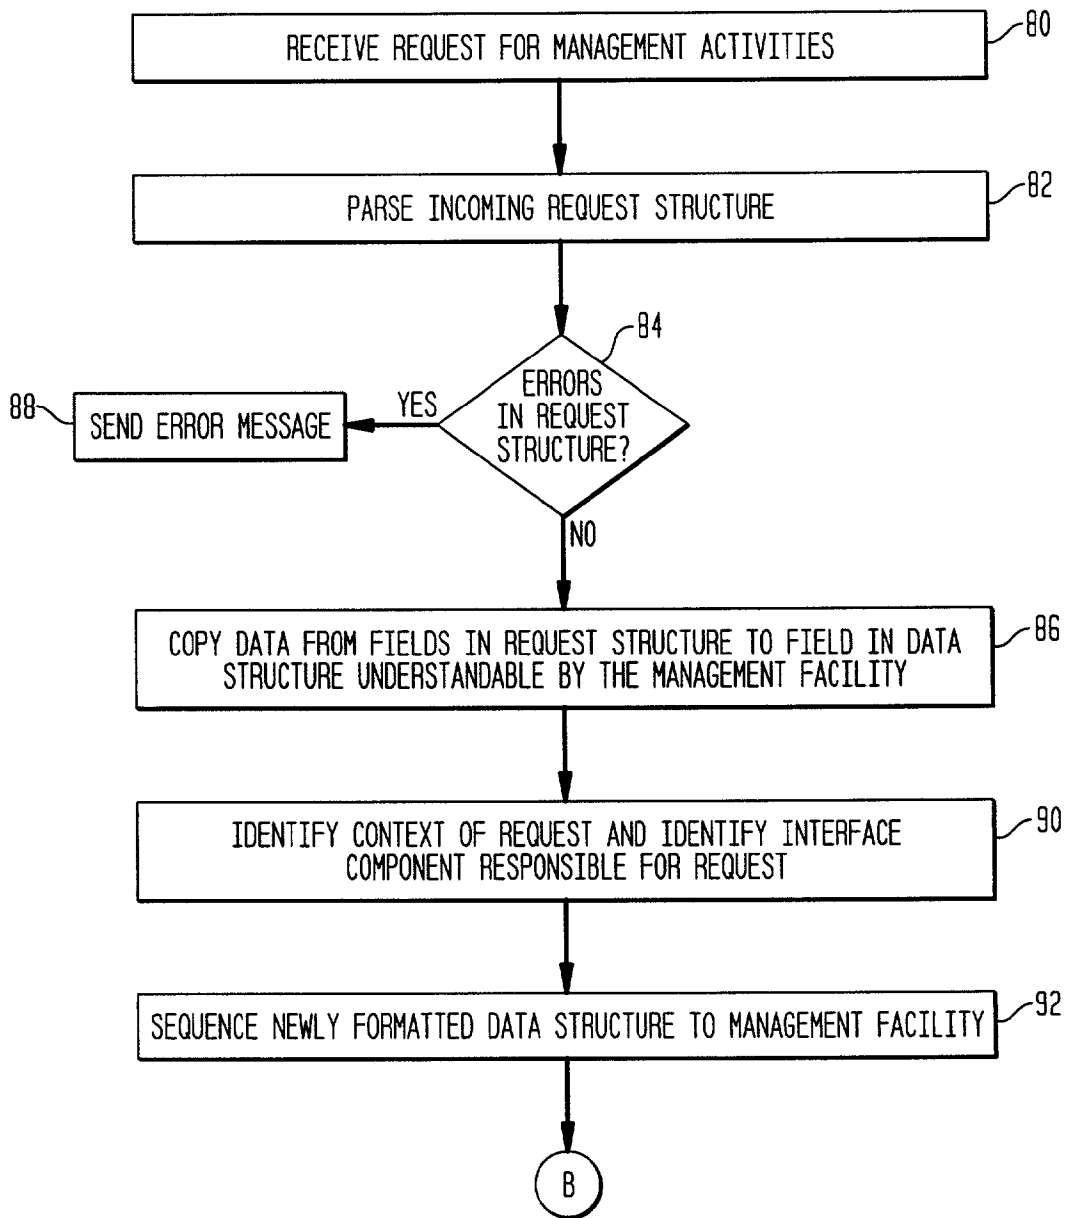 RECEIVE REQUEST FOR MANAGEMENT ACTIVITIES
80
PARSE INCOMING REQUEST STRUCTURE
82
84
ERRORS
IN REQUEST
STRUCTURE?
YES
88
SEND ERROR MESSAGE
NO
COPY DATA FROM FIELDS IN REQUEST STRUCTURE TO FIELD IN DATA
STRUCTURE UNDERSTANDABLE BY THE MANAGEMENT FACILITY
86
IDENTIFY CONTEXT OF REQUEST AND IDENTIFY INTERFACE
COMPONENT RESPONSIBLE FOR REQUEST
90
SEQUENCE NEWLY FORMATTED DATA STRUCTURE TO MANAGEMENT FACILITY
92
B